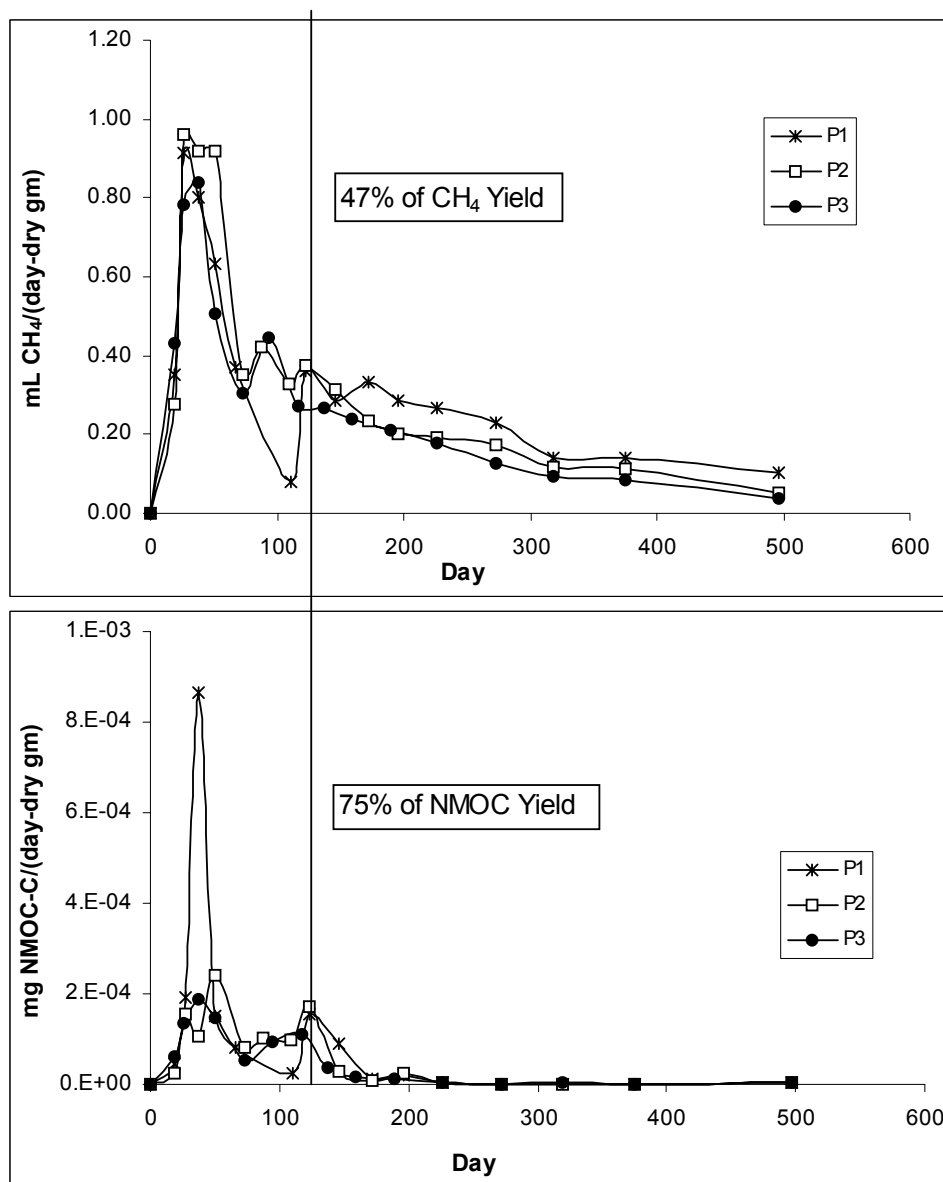 1.20
1.00
0.80
0.60
0.40
0.20
0.00
mL CH₄/(day-dry gm)
0 100 200 300 400 500 600
Day
47% of CH₄ Yield
P1
P2
P3
1.E-03
8.E-04
6.E-04
4.E-04
2.E-04
0.E+00
mg NMOC-C/(day-dry gm)
0 100 200 300 400 500 600
Day
75% of NMOC Yield
P1
P2
P3